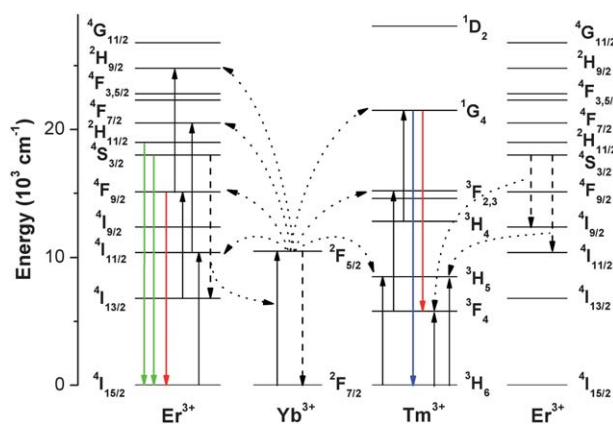 Energy (10³ cm⁻¹)
20
10
0
⁴G₁₁/₂
²H₉/₂
⁴F₃,₅/₂
⁴F₇/₂
²H₁₁/₂
⁴S₃/₂
⁴F₉/₂
⁴I₉/₂
⁴I₁₁/₂
⁴I₁₃/₂
⁴I₁₅/₂
²F₅/₂
²F₇/₂
¹D₂
¹G₄
³F₂,₃
³H₄
³H₅
³F₄
³H₆
⁴G₁₁/₂
²H₉/₂
⁴F₃,₅/₂
⁴F₇/₂
²H₁₁/₂
⁴S₃/₂
⁴F₉/₂
⁴I₉/₂
⁴I₁₁/₂
⁴I₁₃/₂
⁴I₁₅/₂
Er³⁺ Yb³⁺ Tm³⁺ Er³⁺